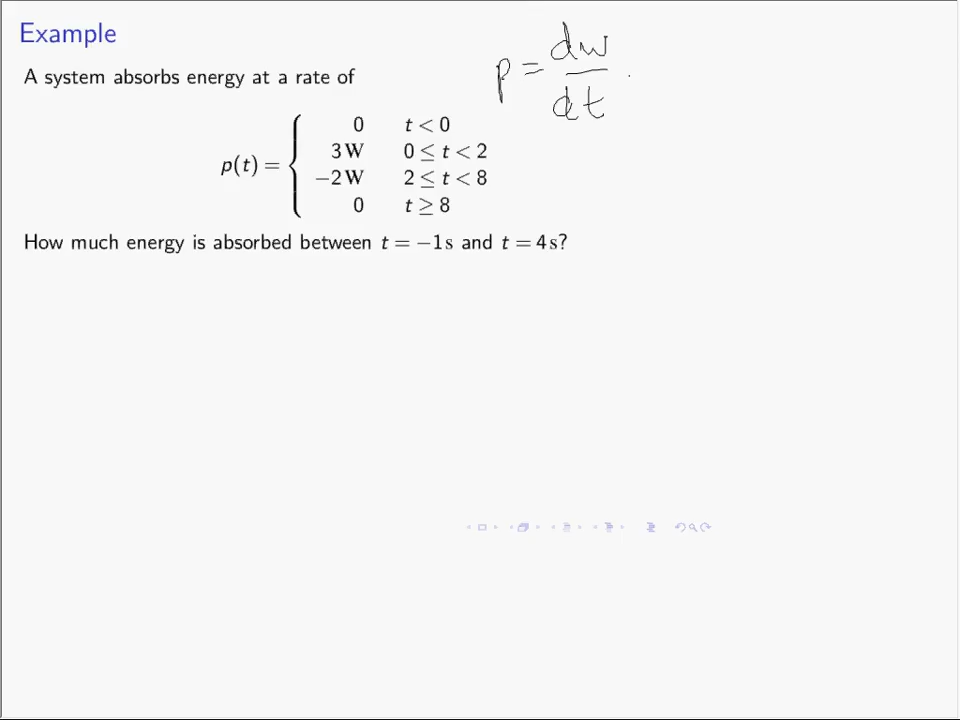 Example
A system absorbs energy at a rate of
p = dw/dt
p(t) = { 0 t < 0
3 W 0 ≤ t < 2
−2 W 2 ≤ t < 8
0 t ≥ 8
How much energy is absorbed between t = −1 s and t = 4 s?